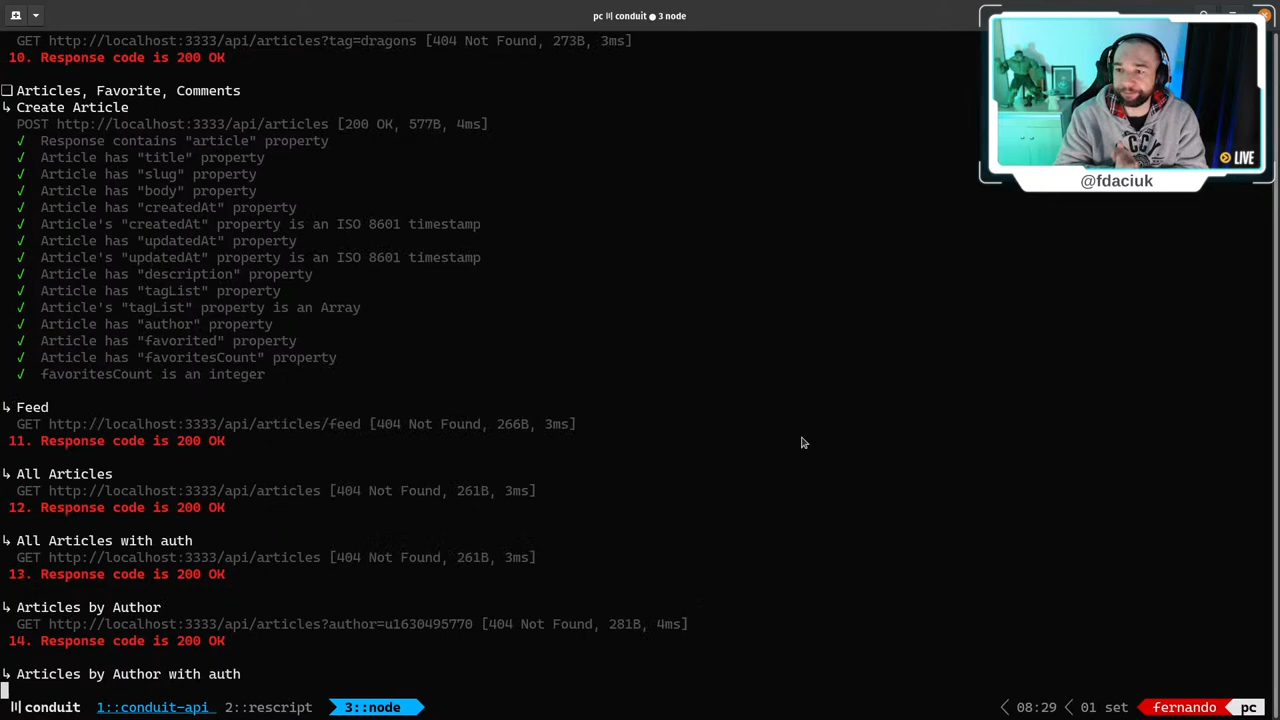 pc conduit ● 3 node
GET http://localhost:3333/api/articles?tag=dragons [404 Not Found, 273B, 3ms]
10. Response code is 200 OK
❏ Articles, Favorite, Comments
↳ Create Article
POST http://localhost:3333/api/articles [200 OK, 577B, 4ms]
✓ Response contains "article" property
✓ Article has "title" property
✓ Article has "slug" property
✓ Article has "body" property
✓ Article has "createdAt" property
✓ Article's "createdAt" property is an ISO 8601 timestamp
✓ Article has "updatedAt" property
✓ Article's "updatedAt" property is an ISO 8601 timestamp
✓ Article has "description" property
✓ Article has "tagList" property
✓ Article's "tagList" property is an Array
✓ Article has "author" property
✓ Article has "favorited" property
✓ Article has "favoritesCount" property
✓ favoritesCount is an integer
↳ Feed
GET http://localhost:3333/api/articles/feed [404 Not Found, 266B, 3ms]
11. Response code is 200 OK
↳ All Articles
GET http://localhost:3333/api/articles [404 Not Found, 261B, 3ms]
12. Response code is 200 OK
↳ All Articles with auth
GET http://localhost:3333/api/articles [404 Not Found, 261B, 3ms]
13. Response code is 200 OK
↳ Articles by Author
GET http://localhost:3333/api/articles?author=u1630495770 [404 Not Found, 281B, 4ms]
14. Response code is 200 OK
↳ Articles by Author with auth
conduit 1::conduit-api 2::rescript 3::node 08:29 01 set fernando pc
LIVE
@fdaciuk